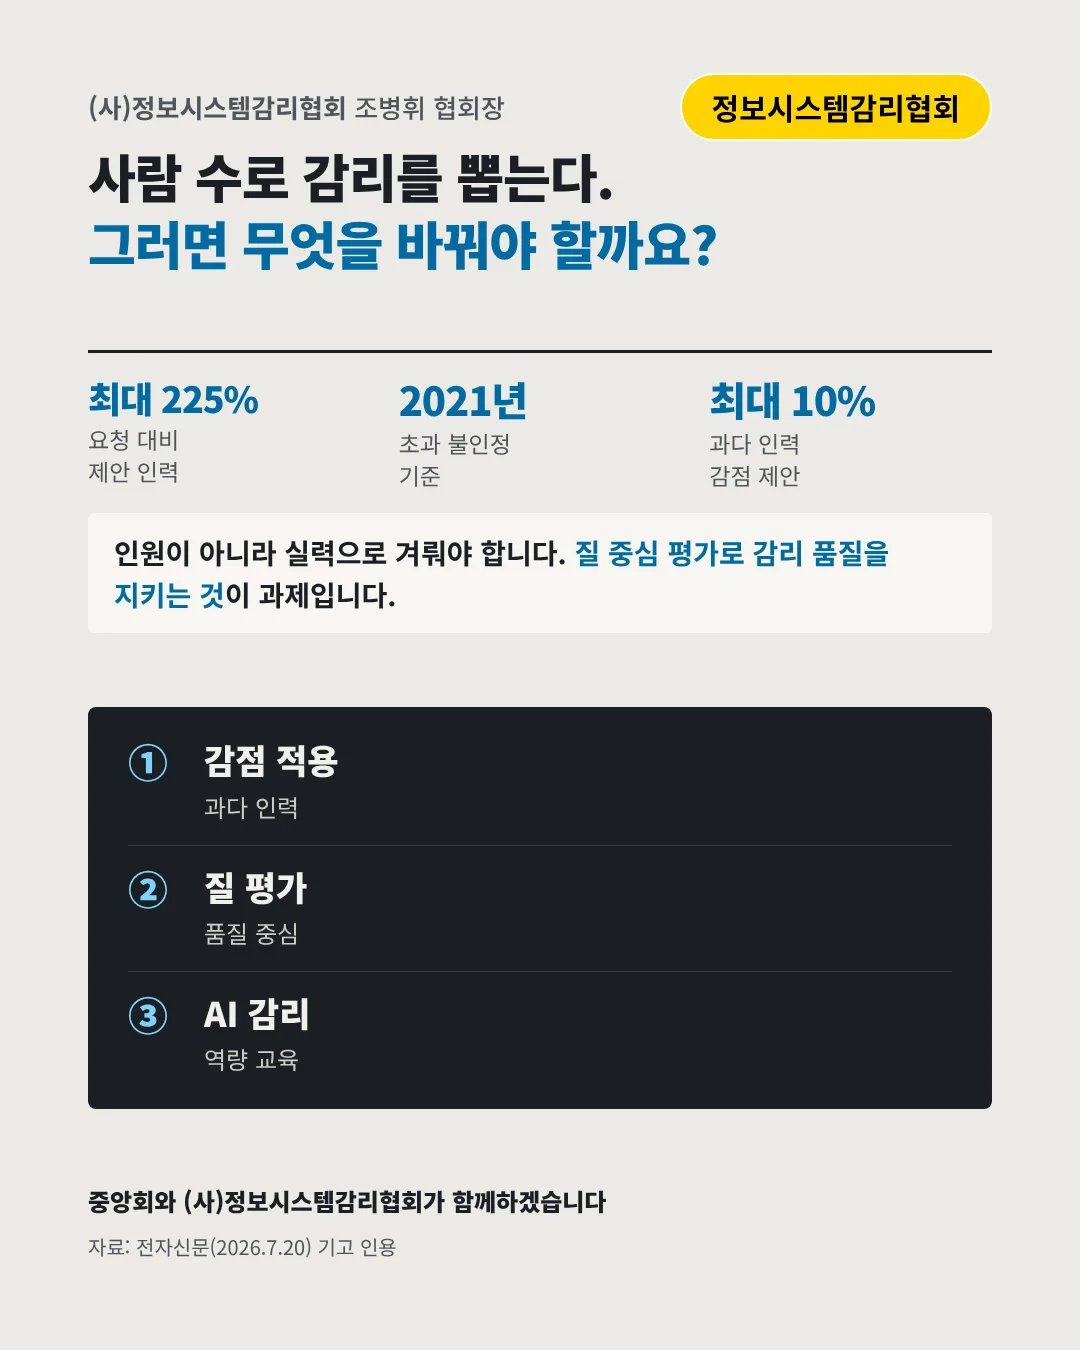 (사)정보시스템감리협회 조병휘 협회장
정보시스템감리협회
사람 수로 감리를 뽑는다.
그러면 무엇을 바꿔야 할까요?
최대 225%
요청 대비
제안 인력
2021년
초과 불인정
기준
최대 10%
과다 인력
감점 제안
인원이 아니라 실력으로 겨뤄야 합니다. 질 중심 평가로 감리 품질을
지키는 것이 과제입니다.
① 감점 적용
과다 인력
② 질 평가
품질 중심
③ AI 감리
역량 교육
중앙회와 (사)정보시스템감리협회가 함께하겠습니다
자료: 전자신문(2026.7.20) 기고 인용